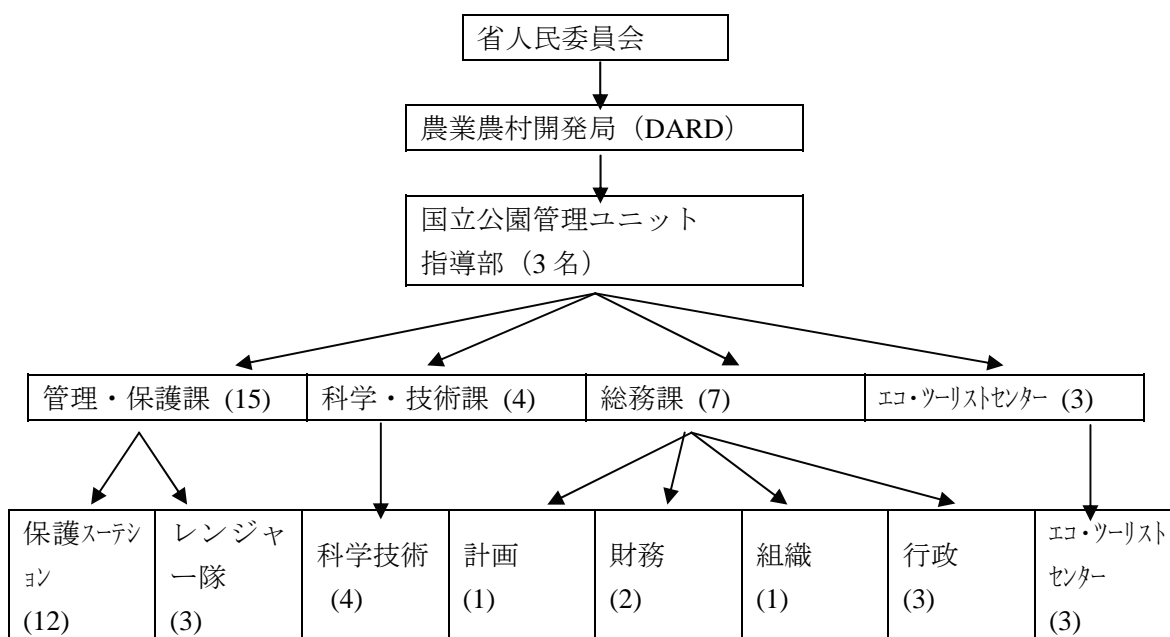 省人民委員会
農業農村開発局（DARD）
国立公園管理ユニット
指導部（3 名）
管理・保護課 (15)
科学・技術課 (4)
総務課 (7)
エコ・ツーリストセンター (3)
保護スーテシ
ョン
(12)
レンジャ
ー隊
(3)
科学技術
(4)
計画
(1)
財務
(2)
組織
(1)
行政
(3)
エコ・ツーリスト
センター
(3)